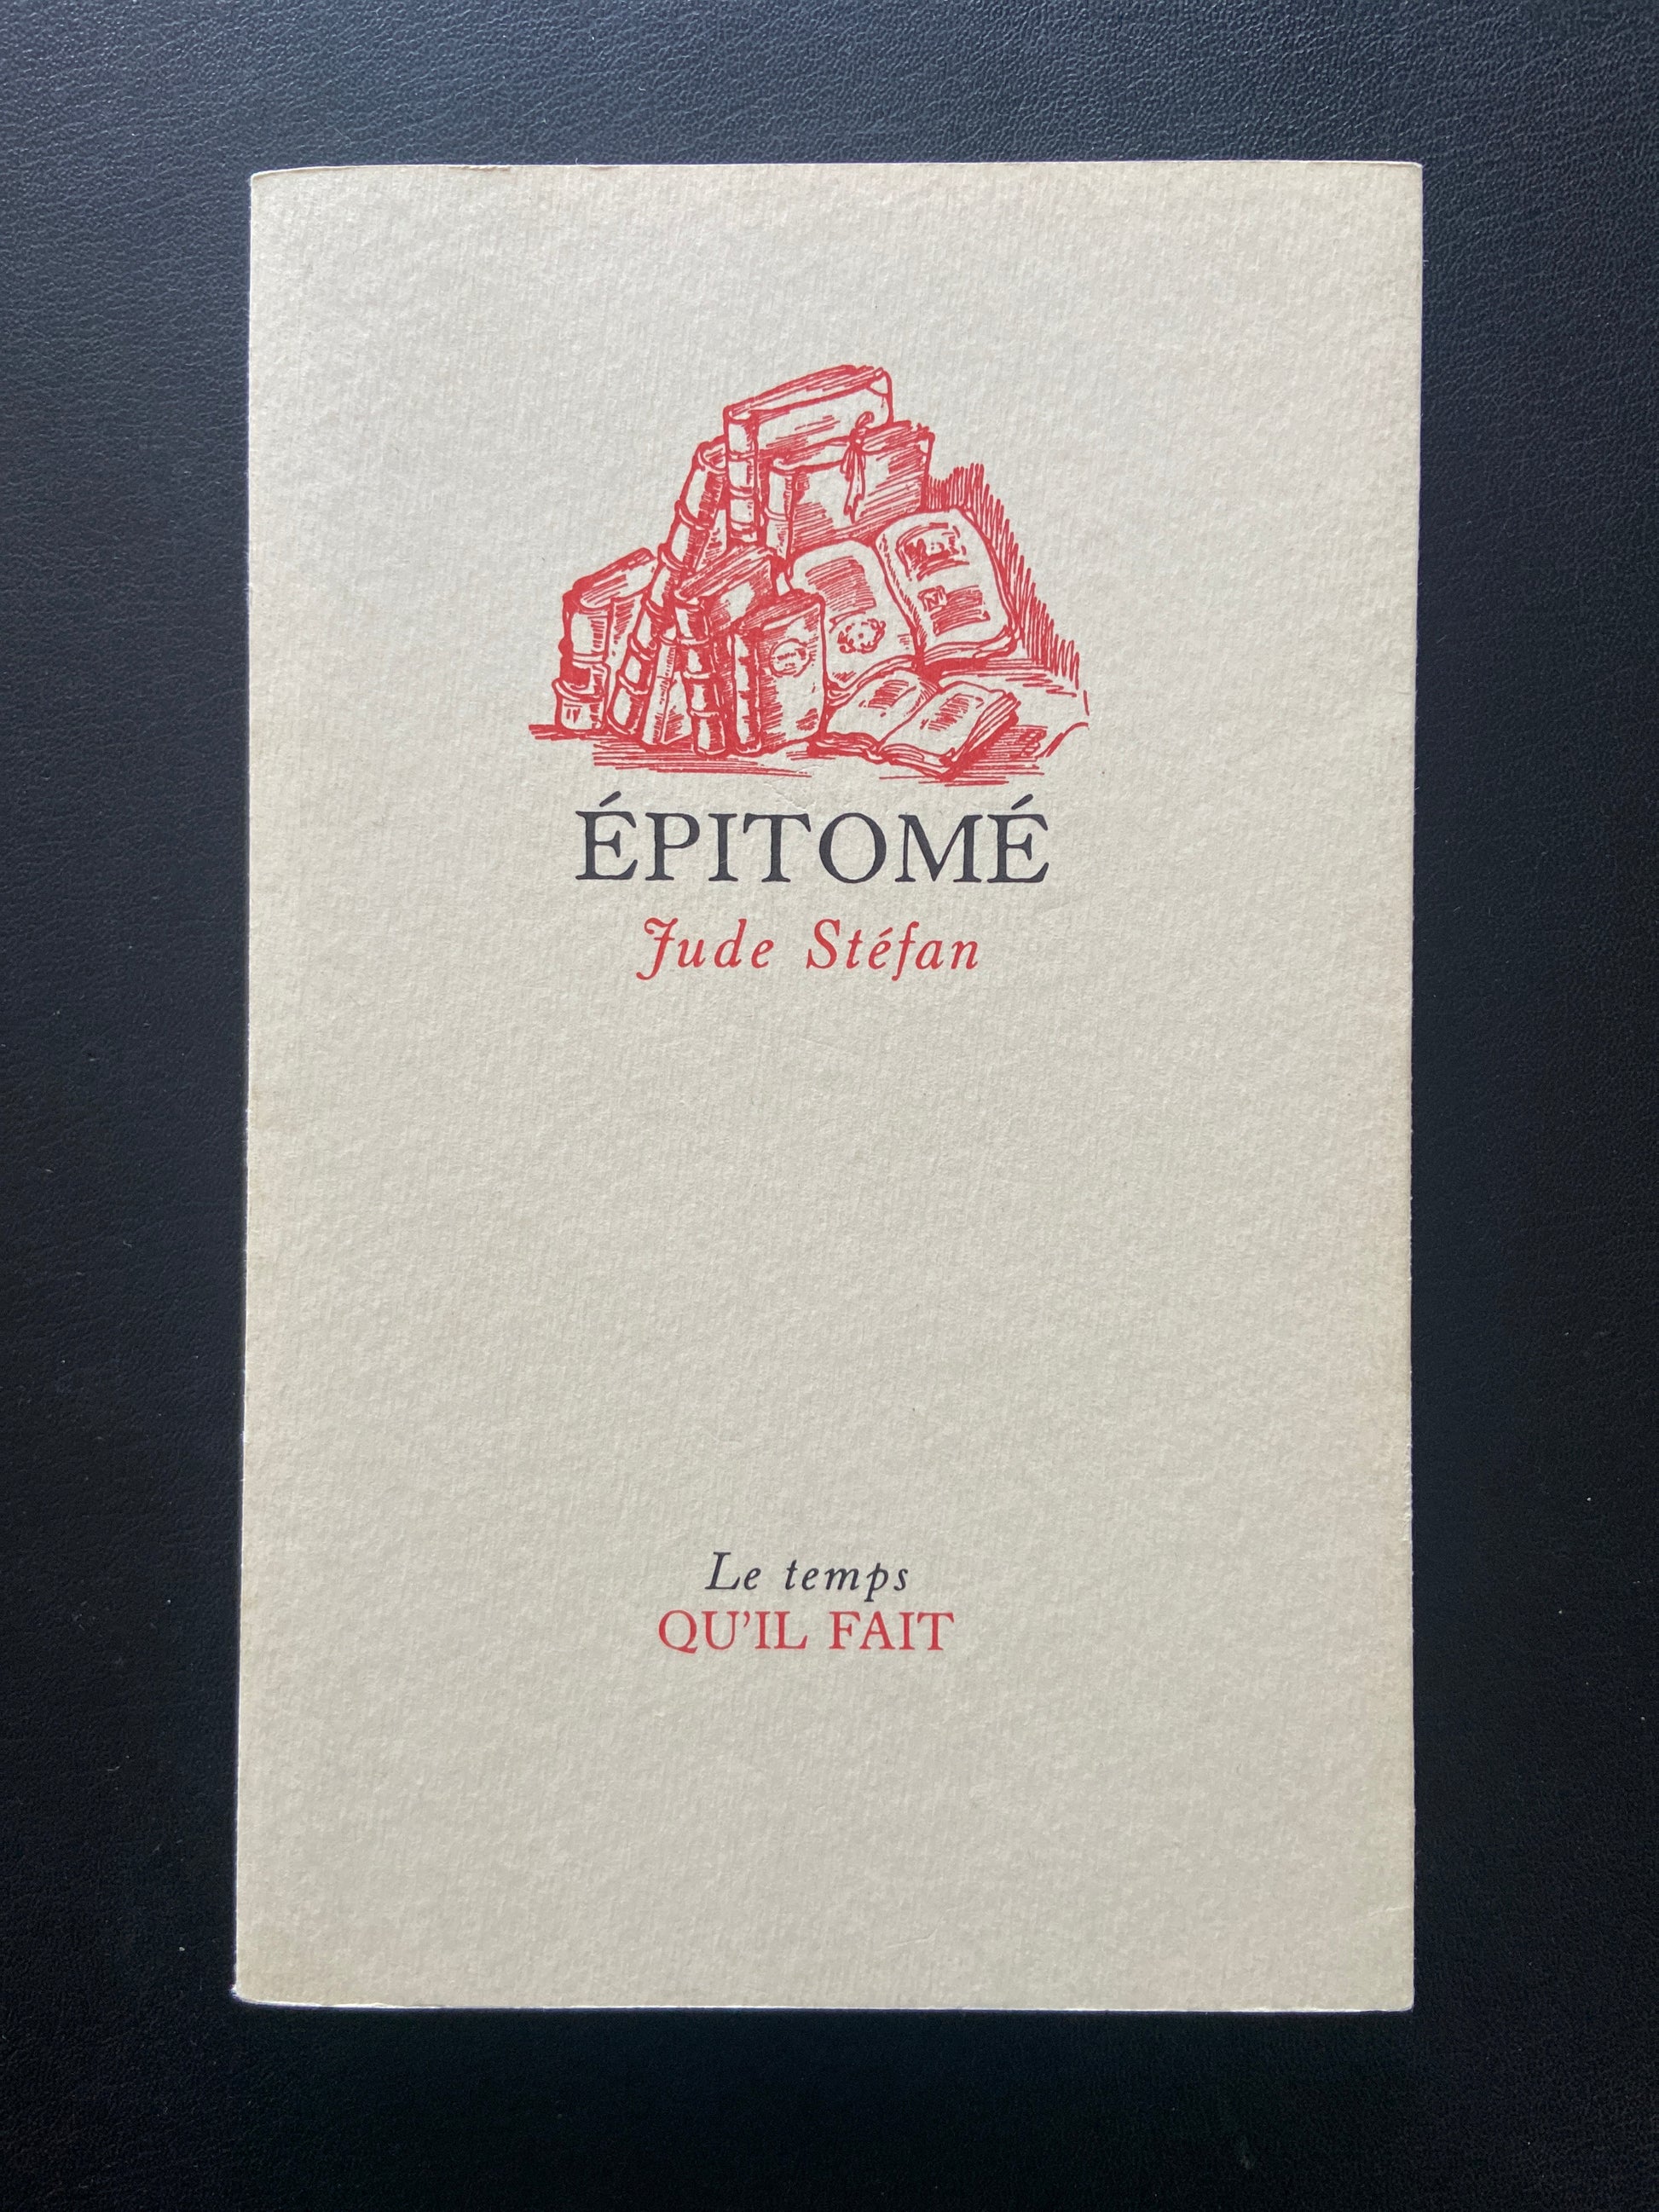 ÉPITOMÉ
Jude Stéfan
Le temps
QU'IL FAIT